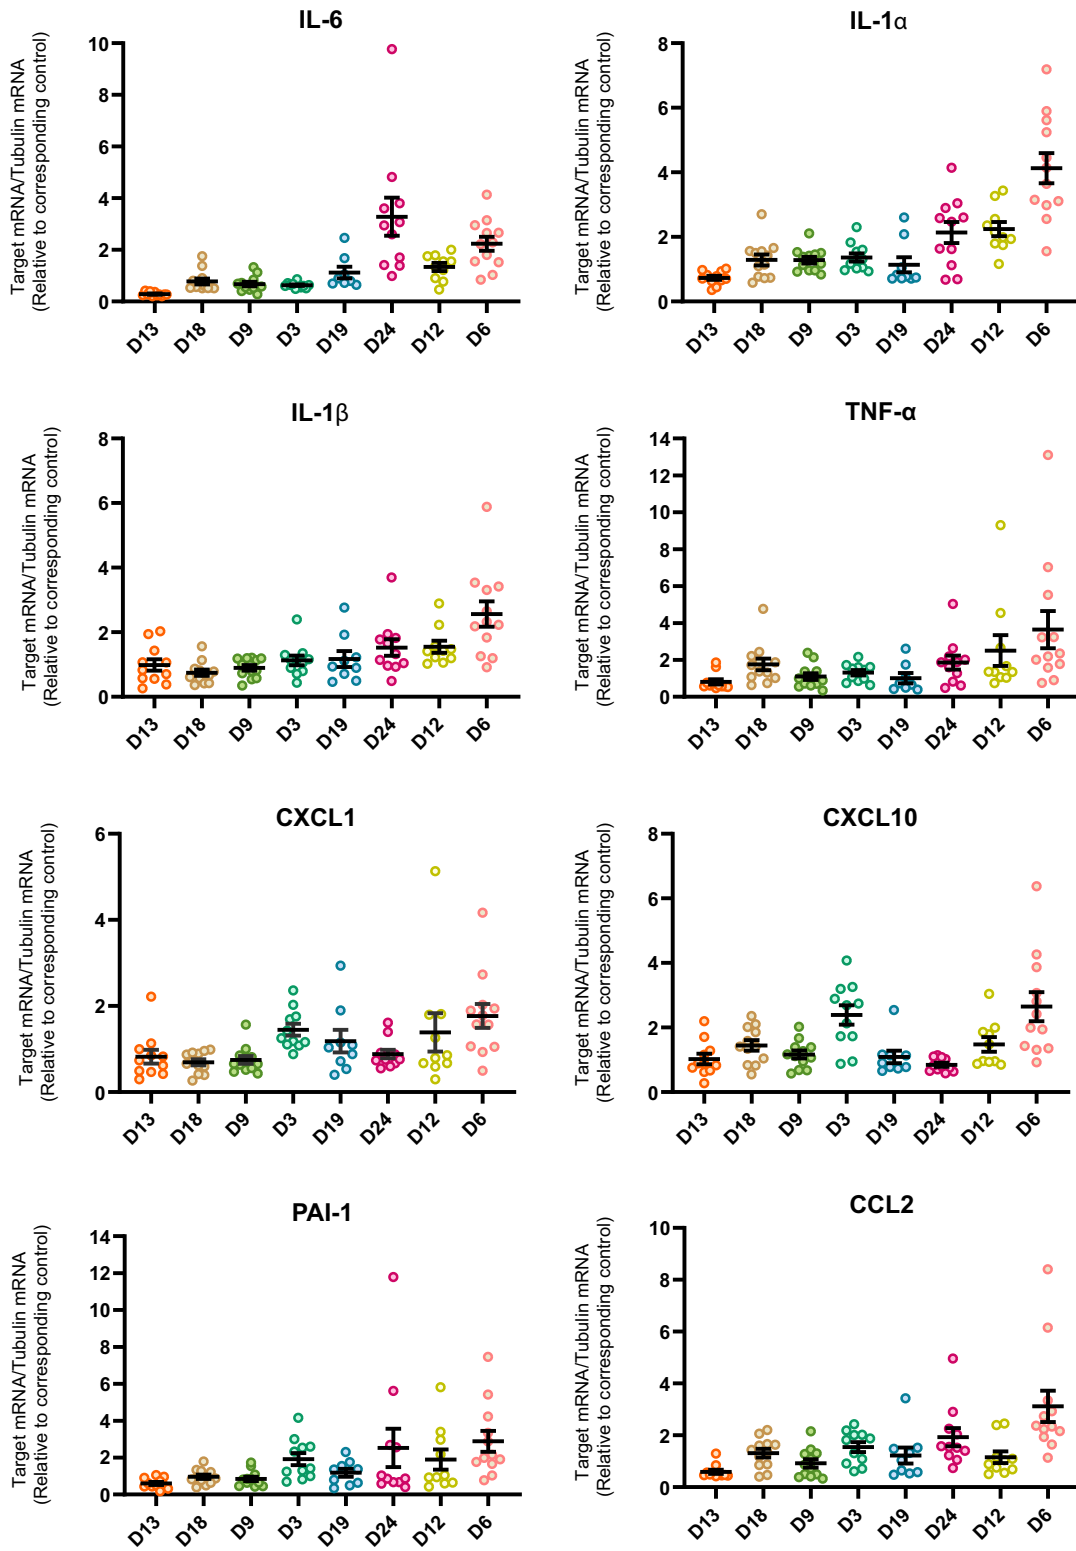 IL-6
Target mRNA/Tubulin mRNA
(Relative to corresponding control)
10
8
6
4
2
0
D13 D18 D9 D3 D19 D24 D12 D6
IL-1α
Target mRNA/Tubulin mRNA
(Relative to corresponding control)
8
6
4
2
0
D13 D18 D9 D3 D19 D24 D12 D6
IL-1β
Target mRNA/Tubulin mRNA
(Relative to corresponding control)
8
6
4
2
0
D13 D18 D9 D3 D19 D24 D12 D6
TNF-α
Target mRNA/Tubulin mRNA
(Relative to corresponding control)
14
12
10
8
6
4
2
0
D13 D18 D9 D3 D19 D24 D12 D6
CXCL1
Target mRNA/Tubulin mRNA
(Relative to corresponding control)
6
4
2
0
D13 D18 D9 D3 D19 D24 D12 D6
CXCL10
Target mRNA/Tubulin mRNA
(Relative to corresponding control)
8
6
4
2
0
D13 D18 D9 D3 D19 D24 D12 D6
PAI-1
Target mRNA/Tubulin mRNA
(Relative to corresponding control)
14
12
10
8
6
4
2
0
D13 D18 D9 D3 D19 D24 D12 D6
CCL2
Target mRNA/Tubulin mRNA
(Relative to corresponding control)
10
8
6
4
2
0
D13 D18 D9 D3 D19 D24 D12 D6